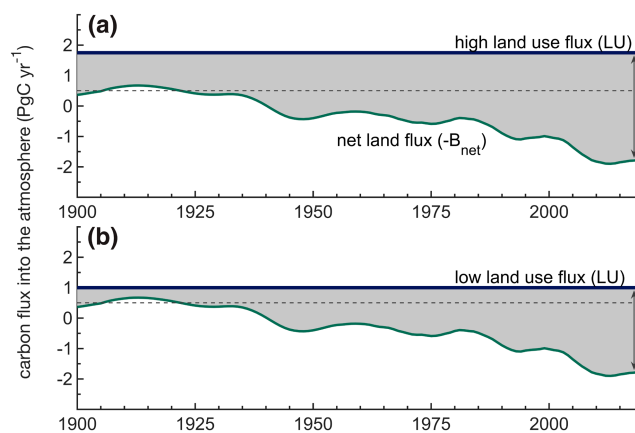 carbon flux into the atmosphere (PgC yr-1)
(a)
high land use flux (LU)
net land flux (-Bnet)
2
1
0
-1
-2
1900 1925 1950 1975 2000
(b)
low land use flux (LU)
2
1
0
-1
-2
1900 1925 1950 1975 2000